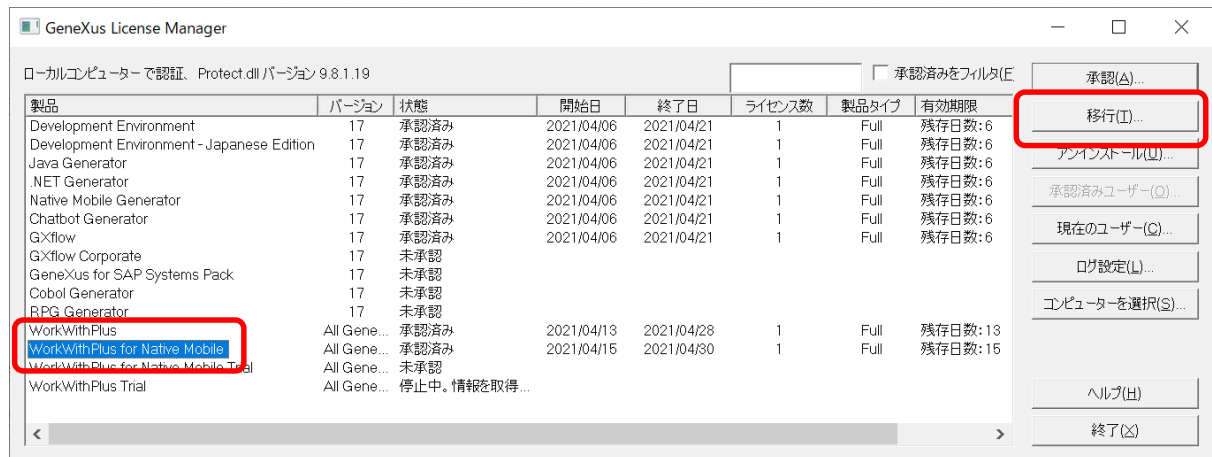 GeneXus License Manager
ローカルコンピューター で認証、 Protect.dll バージョン 9.8.1.19 承認済みをフィルタ(F 承認(A)...
製品 バージョン 状態 開始日 終了日 ライセンス数 製品タイプ 有効期限
移行(T)...
Development Environment 17 承認済み 2021/04/06 2021/04/21 1 Full 残存日数: 6
Development Environment - Japanese Edition 17 承認済み 2021/04/06 2021/04/21 1 Full 残存日数: 6
Java Generator 17 承認済み 2021/04/06 2021/04/21 1 Full 残存日数: 6
アンインストール(U)...
.NET Generator 17 承認済み 2021/04/06 2021/04/21 1 Full 残存日数: 6
Native Mobile Generator 17 承認済み 2021/04/06 2021/04/21 1 Full 残存日数: 6
承認済みユーザー(O)...
Chatbot Generator 17 承認済み 2021/04/06 2021/04/21 1 Full 残存日数: 6
GXflow 17 承認済み 2021/04/06 2021/04/21 1 Full 残存日数: 6
現在のユーザー(C)...
GXflow Corporate 17 未承認
GeneXus for SAP Systems Pack 17 未承認
ログ設定(L)...
Cobol Generator 17 未承認
RPG Generator 17 未承認
コンピューターを選択(S)...
WorkWithPlus All Gene... 承認済み 2021/04/13 2021/04/28 1 Full 残存日数: 13
WorkWithPlus for Native Mobile All Gene... 承認済み 2021/04/15 2021/04/30 1 Full 残存日数: 15
WorkWithPlus for Native Mobile Trial All Gene... 未承認
WorkWithPlus Trial All Gene... 停止中。情報を取得...
ヘルプ(H)
終了(X)